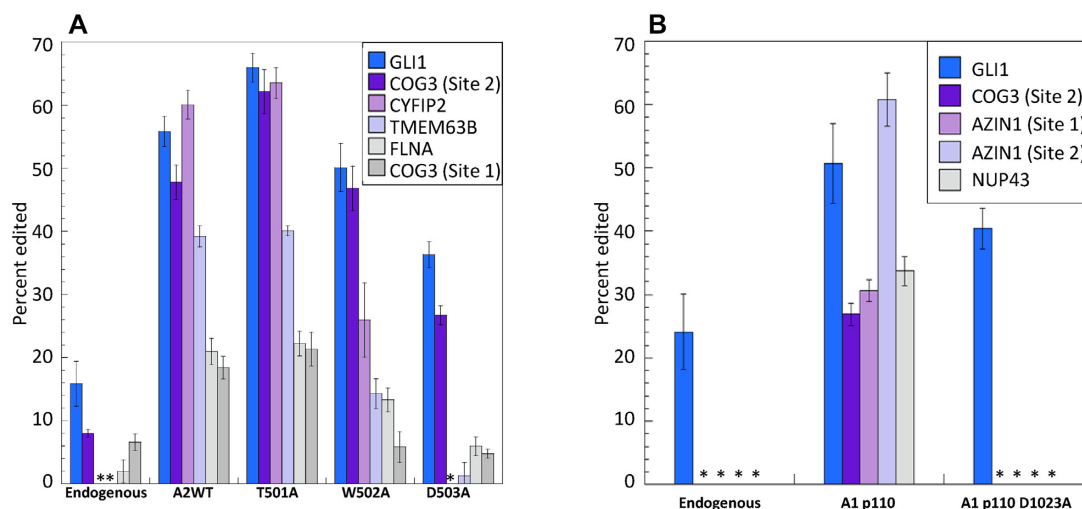 A
Percent edited
70
60
50
40
30
20
10
0
GLI1
COG3 (Site 2)
CYFIP2
TMEM63B
FLNA
COG3 (Site 1)
**
*
Endogenous A2WT T501A W502A D503A
B
Percent edited
70
60
50
40
30
20
10
0
GLI1
COG3 (Site 2)
AZIN1 (Site 1)
AZIN1 (Site 2)
NUP43
* * * *
* * * *
Endogenous A1 p110 A1 p110 D1023A